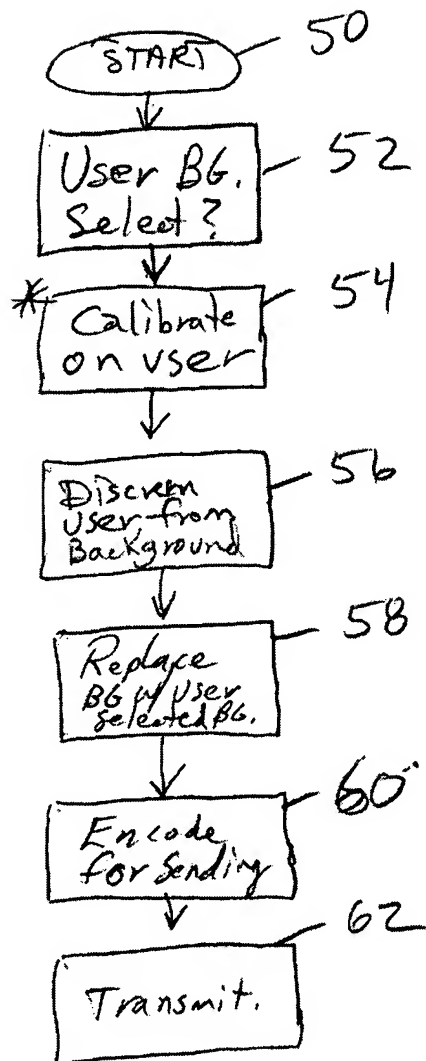 START 50
User BG. 52
Select?
* Calibrate 54
on user
Discren 56
user from
Background
Replace 58
BG w/ User
selected BG.
Encode 60
for Sending
62
Transmit.